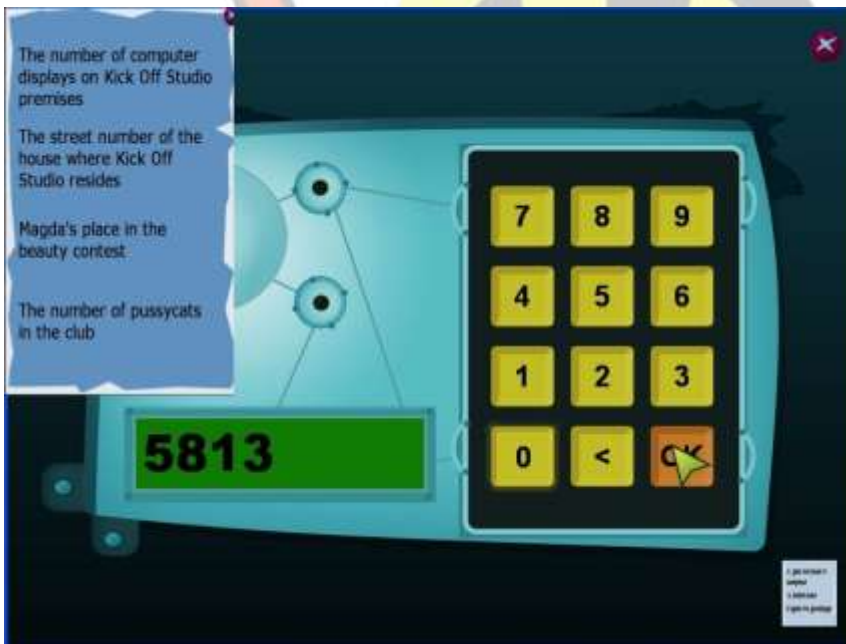 The number of computer
displays on Kick Off Studio
premises
The street number of the
house where Kick Off
Studio resides
Magda's place in the
beauty contest
The number of pussycats
in the club
7 8 9
4 5 6
1 2 3
0 < OK
5813